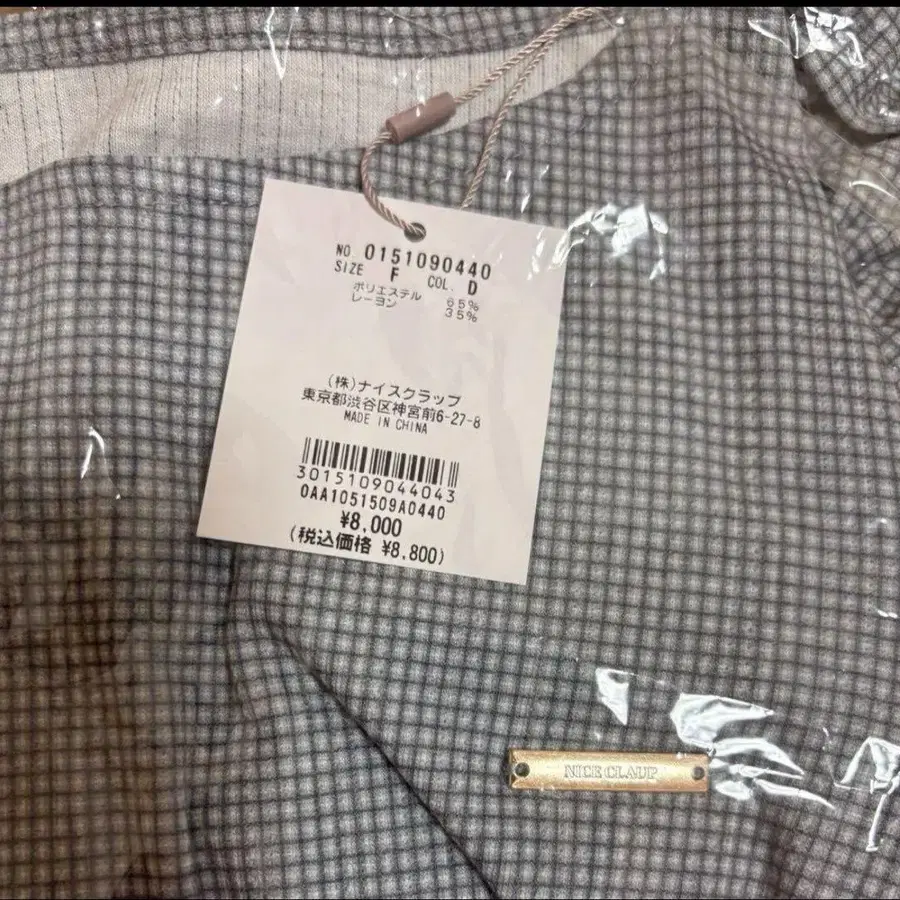 NO. 0151090440
SIZE F COL. D
ポリエステル 65%
レーヨン 35%
(株)ナイスクラップ
東京都渋谷区神宮前6-27-8
MADE IN CHINA
3015109044043
0AA1051509A0440
¥8,000
(税込価格 ¥8,800)
NICE CLAUP